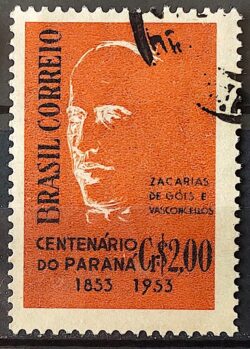 BRASIL CORREIO
ZACARIAS
DE GÓIS E
VASCONCELLOS
CENTENÁRIO
DO PARANÁ
Cr$2,00
1853 1953